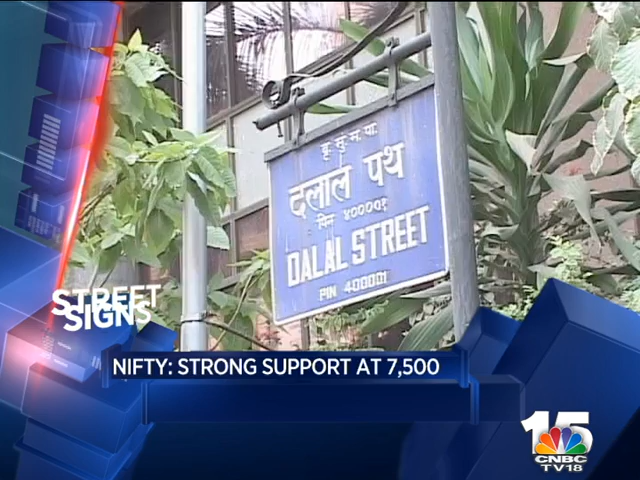 बृ. मुं. म. पा.
दलाल पथ
पिन ४००००१
DALAL STREET
PIN 400001
STREET
SIGNS
NIFTY: STRONG SUPPORT AT 7,500
15
CNBC
TV18